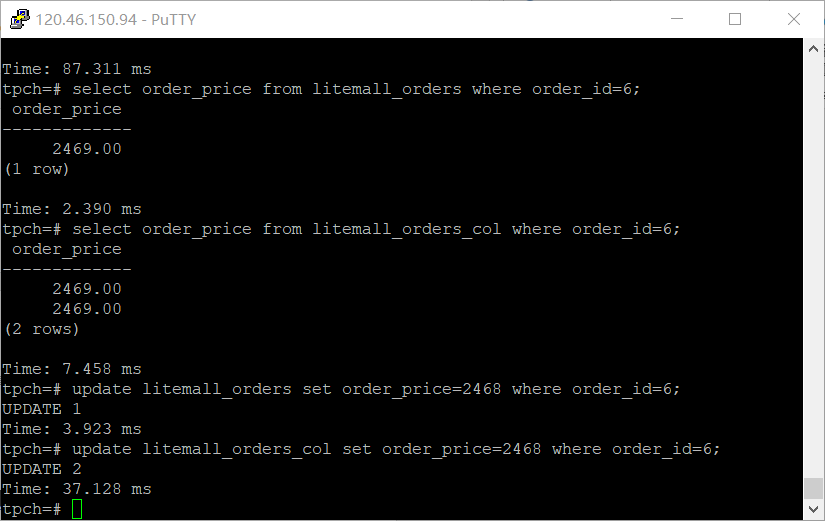 120.46.150.94 - PuTTY
Time: 87.311 ms
tpch=# select order_price from litemall_orders where order_id=6;
 order_price
-------------
     2469.00
(1 row)
Time: 2.390 ms
tpch=# select order_price from litemall_orders_col where order_id=6;
 order_price
-------------
     2469.00
     2469.00
(2 rows)
Time: 7.458 ms
tpch=# update litemall_orders set order_price=2468 where order_id=6;
UPDATE 1
Time: 3.923 ms
tpch=# update litemall_orders_col set order_price=2468 where order_id=6;
UPDATE 2
Time: 37.128 ms
tpch=#